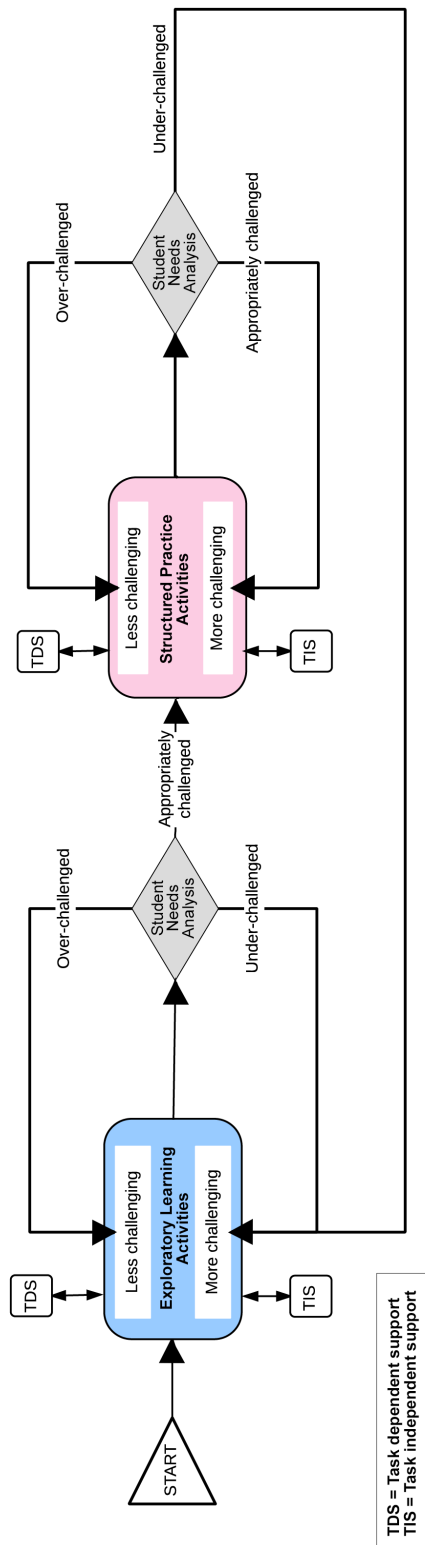 START
TDS
Less challenging
Exploratory Learning
Activities
More challenging
TIS
Over-challenged
Student
Needs
Analysis
Under-challenged
Appropriately
challenged
TDS
Less challenging
Structured Practice
Activities
More challenging
TIS
Over-challenged
Student
Needs
Analysis
Appropriately challenged
Under-challenged
TDS = Task dependent support
TIS = Task independent support